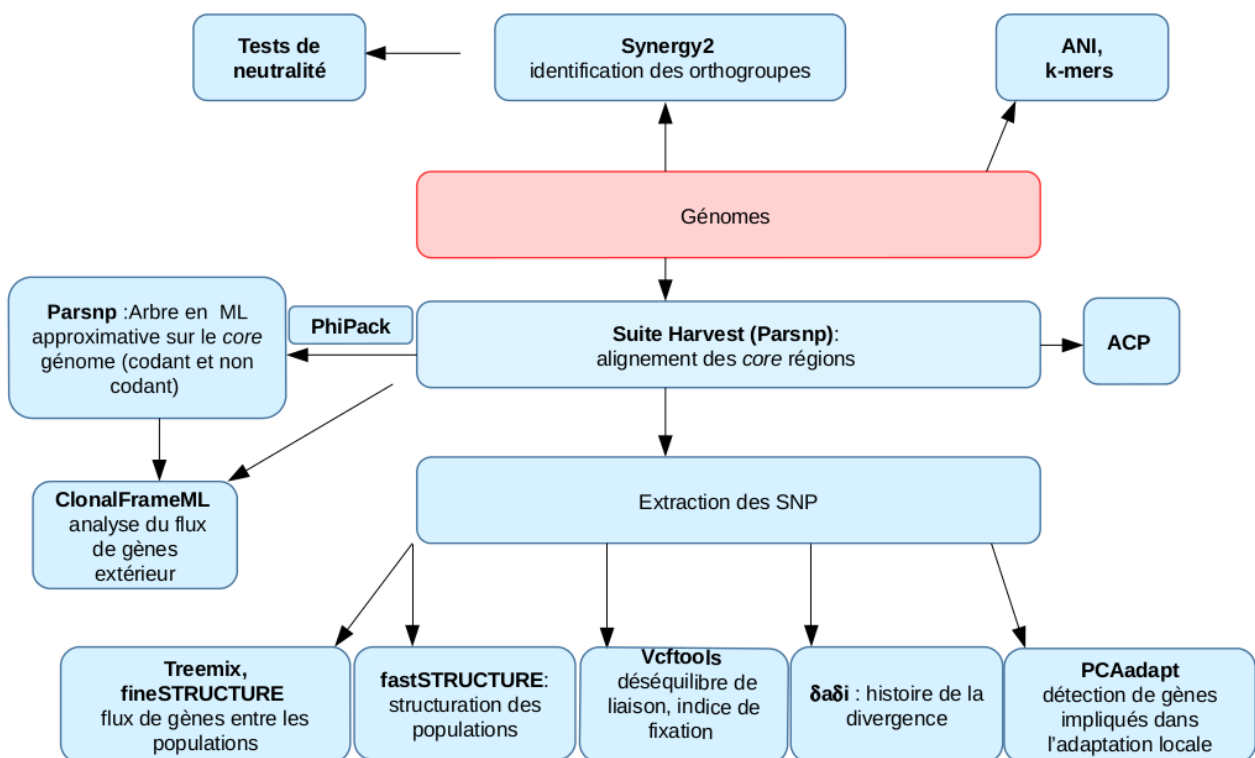 Tests de
neutralité
Synergy2
identification des orthogroupes
ANI,
k-mers
Génomes
Parsnp :Arbre en ML
approximative sur le core
génome (codant et non
codant)
PhiPack
Suite Harvest (Parsnp):
alignement des core régions
ACP
ClonalFrameML
analyse du flux
de gènes
extérieur
Extraction des SNP
Treemix,
fineSTRUCTURE
flux de gènes entre les
populations
fastSTRUCTURE:
structuration des
populations
Vcftools
déséquilibre de
liaison, indice de
fixation
δaδi : histoire de la
divergence
PCAadapt
détection de gènes
impliqués dans
l'adaptation locale